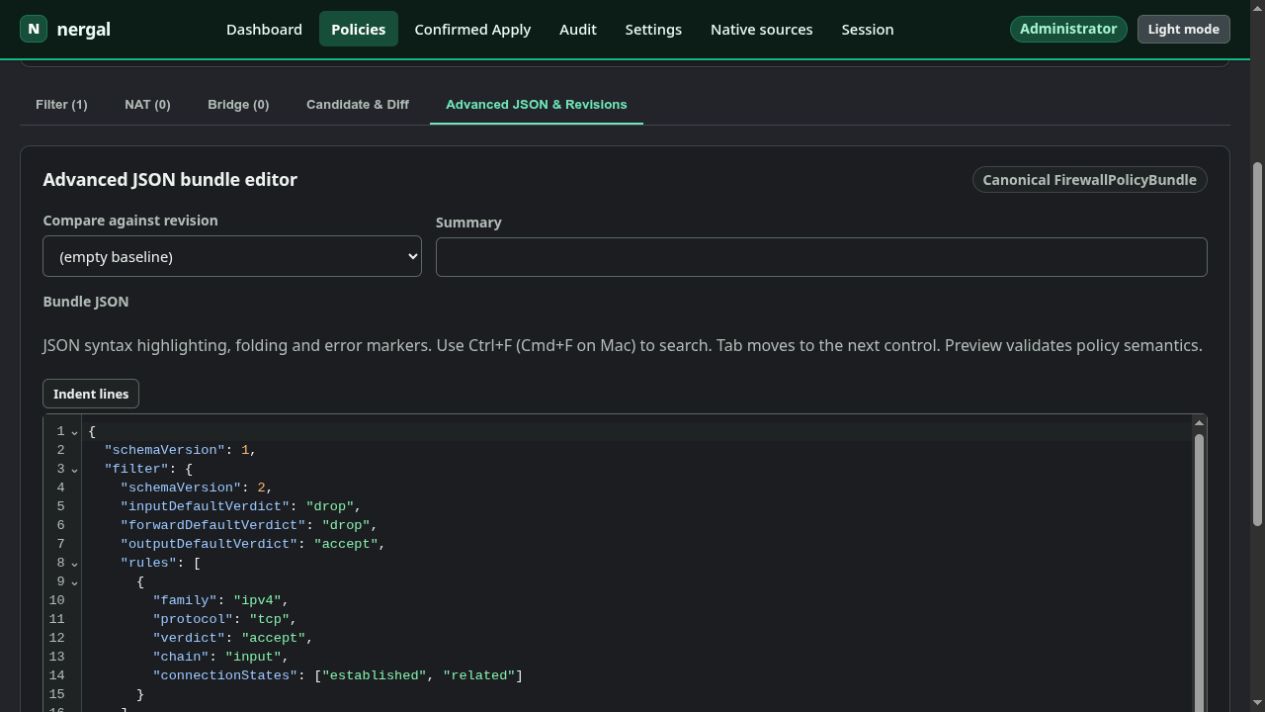 N nergal Dashboard Policies Confirmed Apply Audit Settings Native sources Session Administrator Light mode
Filter (1) NAT (0) Bridge (0) Candidate & Diff Advanced JSON & Revisions
Advanced JSON bundle editor Canonical FirewallPolicyBundle
Compare against revision Summary
(empty baseline)
Bundle JSON
JSON syntax highlighting, folding and error markers. Use Ctrl+F (Cmd+F on Mac) to search. Tab moves to the next control. Preview validates policy semantics.
Indent lines
1 {
2 "schemaVersion": 1,
3 "filter": {
4 "schemaVersion": 2,
5 "inputDefaultVerdict": "drop",
6 "forwardDefaultVerdict": "drop",
7 "outputDefaultVerdict": "accept",
8 "rules": [
9 {
10 "family": "ipv4",
11 "protocol": "tcp",
12 "verdict": "accept",
13 "chain": "input",
14 "connectionStates": ["established", "related"]
15 }